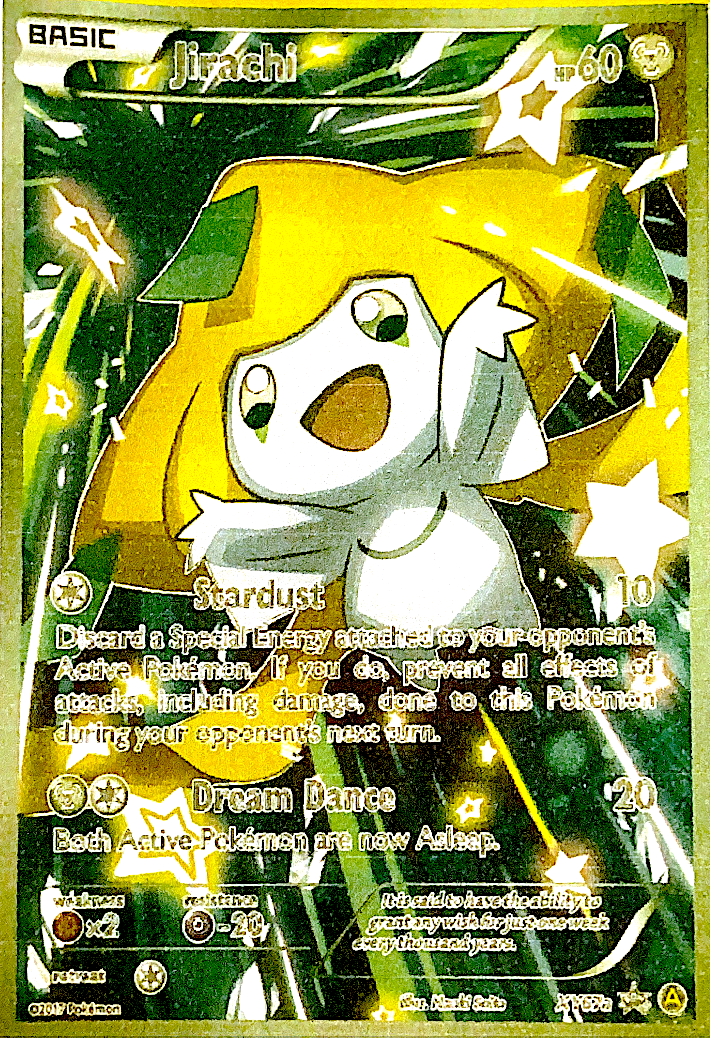 BASIC
Jirachi
HP60
Stardust 10
Discard a Special Energy attached to your opponent's
Active Pokémon. If you do, prevent all effects of
attacks, including damage, done to this Pokémon
during your opponent's next turn.
Dream Dance 20
Both Active Pokémon are now Asleep.
weakness resistance
×2 -20
It is said to have the ability to
grant any wish for just one week
every thousand years.
retreat
©2017 Pokémon
Illus. Naoki Saito
A